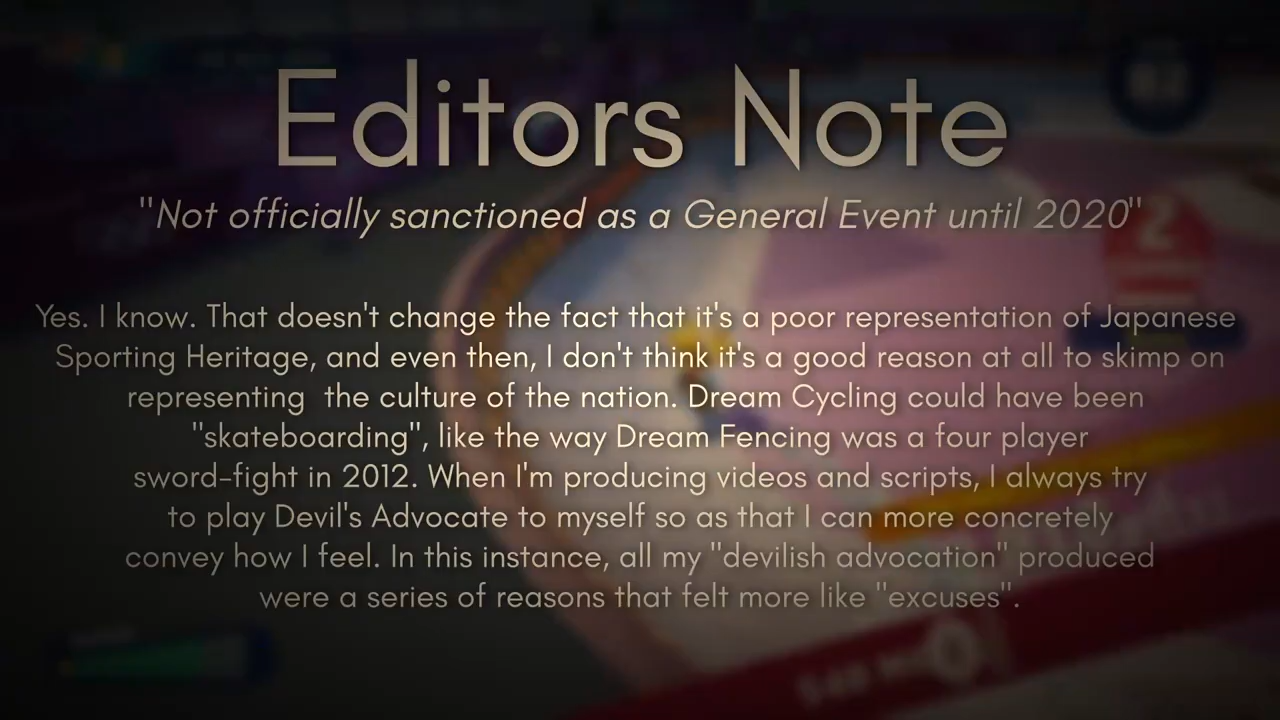 Editors Note
"Not officially sanctioned as a General Event until 2020"
Yes. I know. That doesn't change the fact that it's a poor representation of Japanese
Sporting Heritage, and even then, I don't think it's a good reason at all to skimp on
representing  the culture of the nation. Dream Cycling could have been
"skateboarding", like the way Dream Fencing was a four player
sword-fight in 2012. When I'm producing videos and scripts, I always try
to play Devil's Advocate to myself so as that I can more concretely
convey how I feel. In this instance, all my "devilish advocation" produced
were a series of reasons that felt more like "excuses".
2